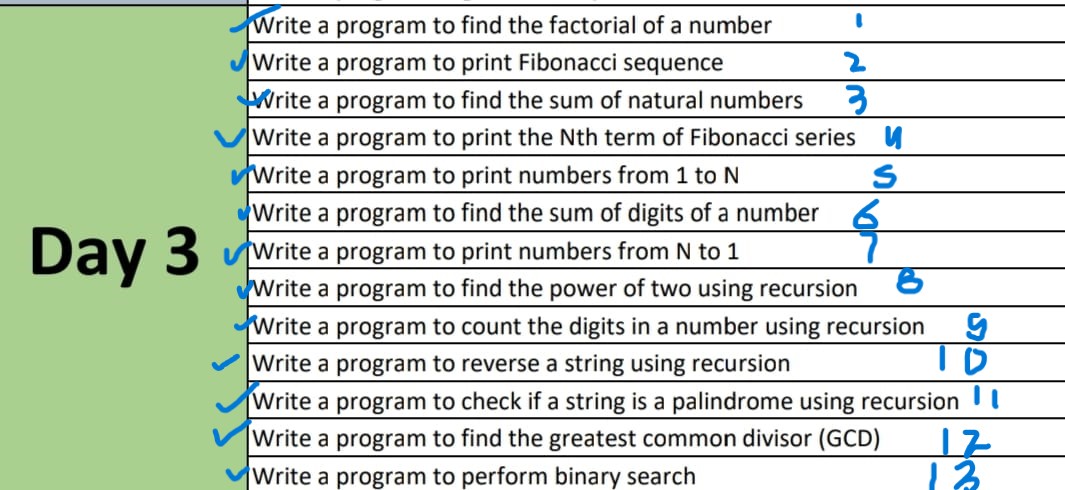 Write a program to find the factorial of a number 1
Write a program to print Fibonacci sequence 2
Write a program to find the sum of natural numbers 3
Write a program to print the Nth term of Fibonacci series 4
Write a program to print numbers from 1 to N 5
Write a program to find the sum of digits of a number 6
Day 3
Write a program to print numbers from N to 1 7
Write a program to find the power of two using recursion 8
Write a program to count the digits in a number using recursion 9
Write a program to reverse a string using recursion 10
Write a program to check if a string is a palindrome using recursion 11
Write a program to find the greatest common divisor (GCD) 12
Write a program to perform binary search 13